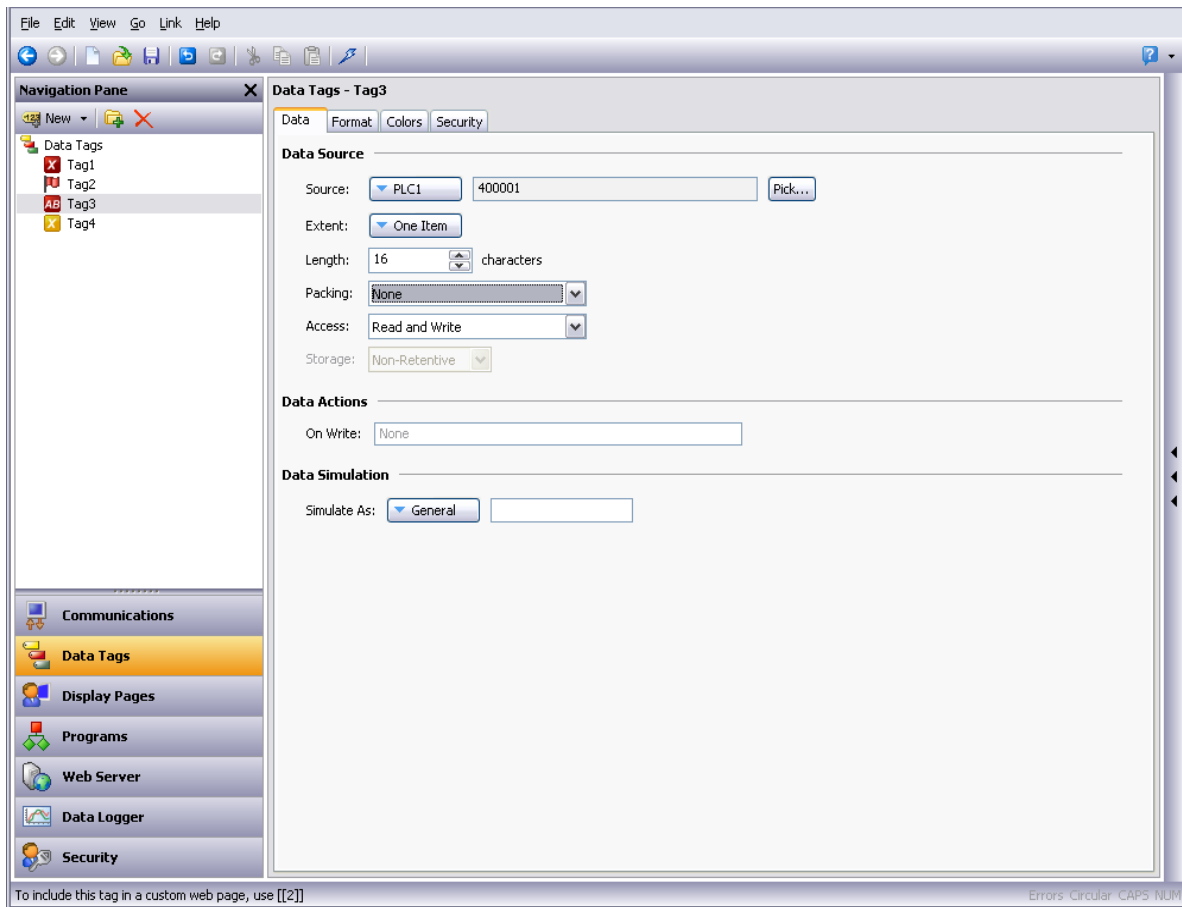 File Edit View Go Link Help
Navigation Pane
New
Data Tags
Tag1
Tag2
AB Tag3
Tag4
Communications
Data Tags
Display Pages
Programs
Web Server
Data Logger
Security
Data Tags - Tag3
Data Format Colors Security
Data Source
Source: PLC1 400001 Pick...
Extent: One Item
Length: 16 characters
Packing: None
Access: Read and Write
Storage: Non-Retentive
Data Actions
On Write: None
Data Simulation
Simulate As: General
To include this tag in a custom web page, use [[2]]
Errors Circular CAPS NUM